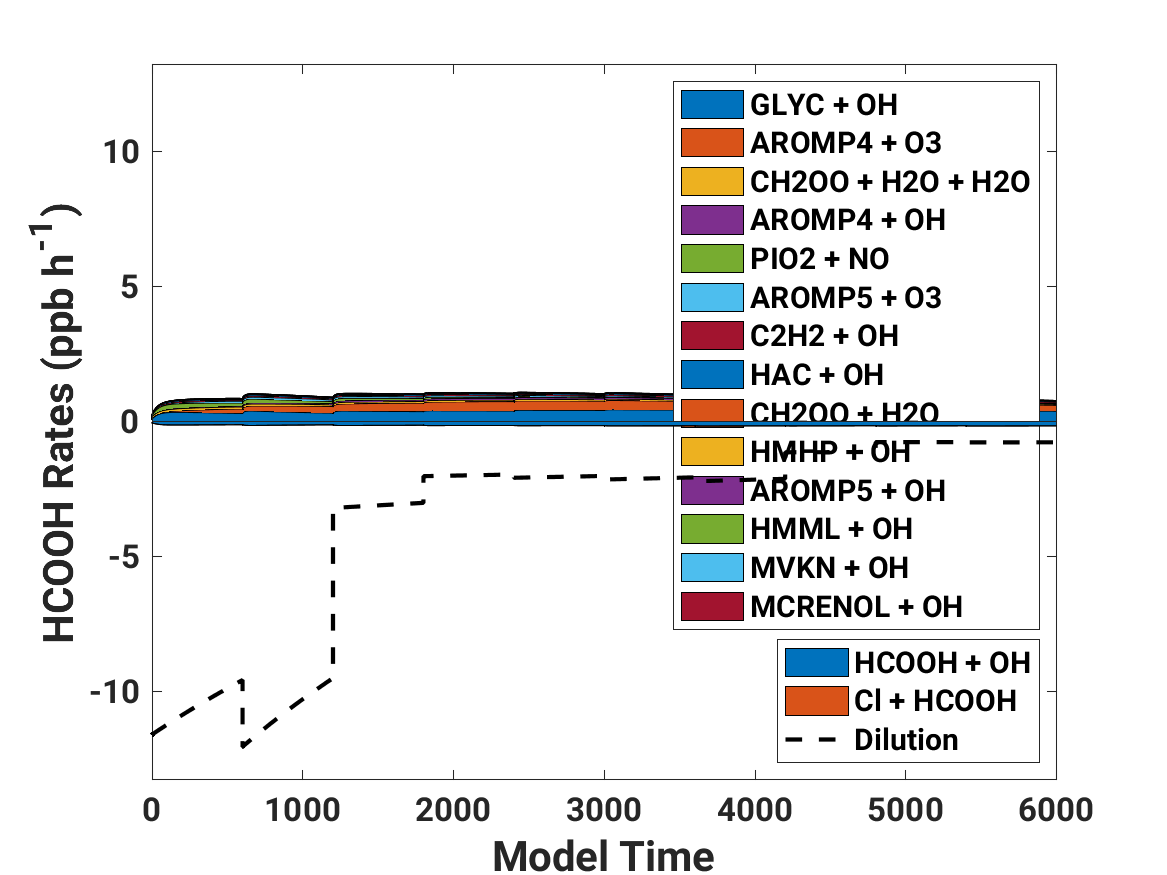 10
5
0
-5
-10
HCOOH Rates (ppb h-1)
GLYC + OH
AROMP4 + O3
CH2OO + H2O + H2O
AROMP4 + OH
PIO2 + NO
AROMP5 + O3
C2H2 + OH
HAC + OH
CH2OO + H2O
HMHP + OH
AROMP5 + OH
HMML + OH
MVKN + OH
MCRENOL + OH
HCOOH + OH
Cl + HCOOH
Dilution
0 1000 2000 3000 4000 5000 6000
Model Time